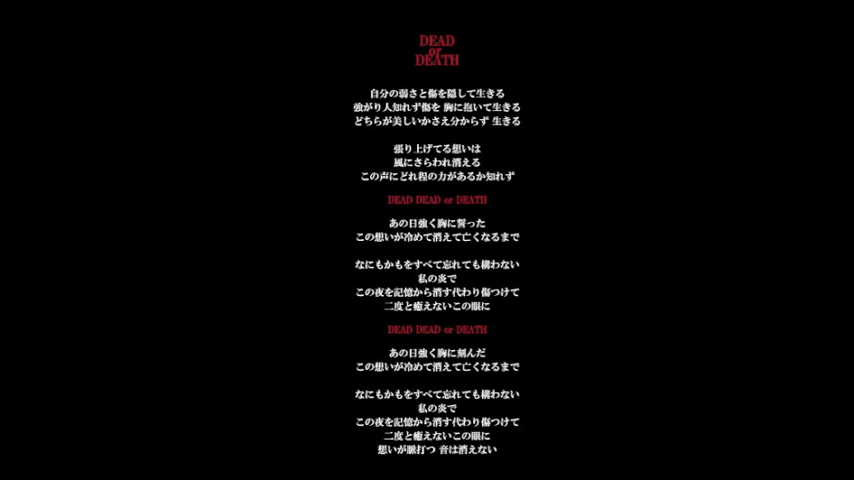 DEAD
or
DEATH
自分の弱さと傷を隠して生きる
強がり人知れず傷を 胸に抱いて生きる
どちらが美しいかさえ分からず 生きる
張り上げてる想いは
風にさらわれ消える
この声にどれ程の力があるか知れず
DEAD DEAD or DEATH
あの日強く胸に誓った
この想いが冷めて消えて亡くなるまで
なにもかもをすべて忘れても構わない
私の炎で
この夜を記憶から消す代わり傷つけて
二度と癒えないこの眼に
DEAD DEAD or DEATH
あの日強く胸に刻んだ
この想いが冷めて消えて亡くなるまで
なにもかもをすべて忘れても構わない
私の炎で
この夜を記憶から消す代わり傷つけて
二度と癒えないこの眼に
想いが脈打つ 音は消えない